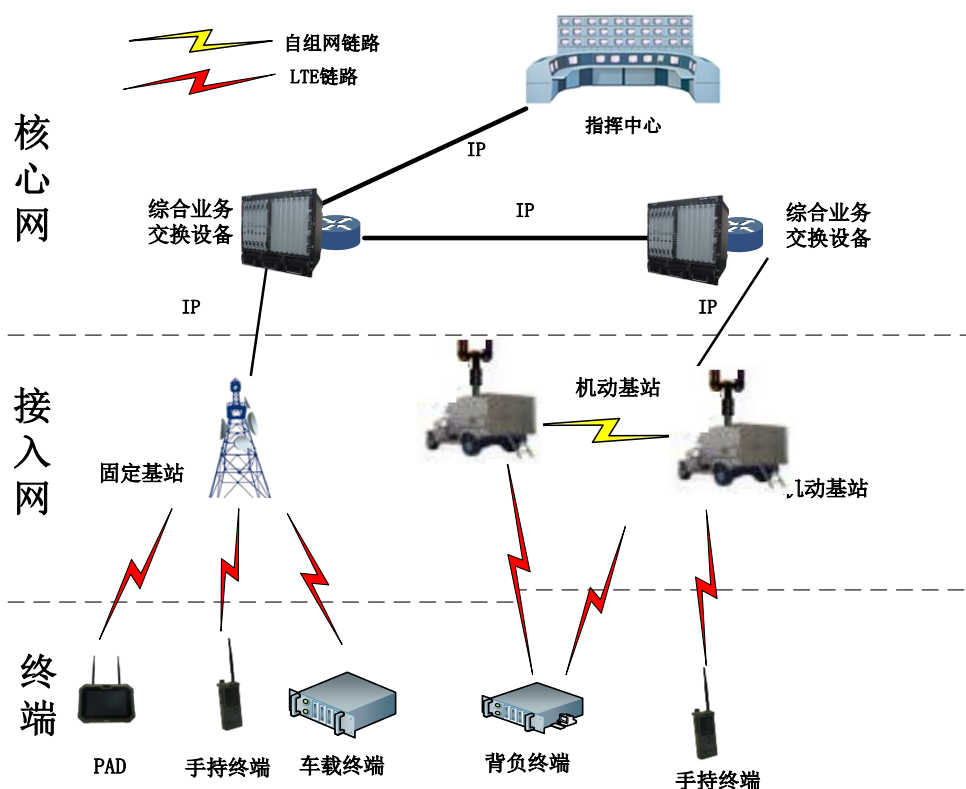 自组网链路
LTE链路
指挥中心
核
心
网
IP
综合业务
交换设备
IP
综合业务
交换设备
IP
IP
接
入
网
机动基站
固定基站
机动基站
终
端
PAD
手持终端
车载终端
背负终端
手持终端